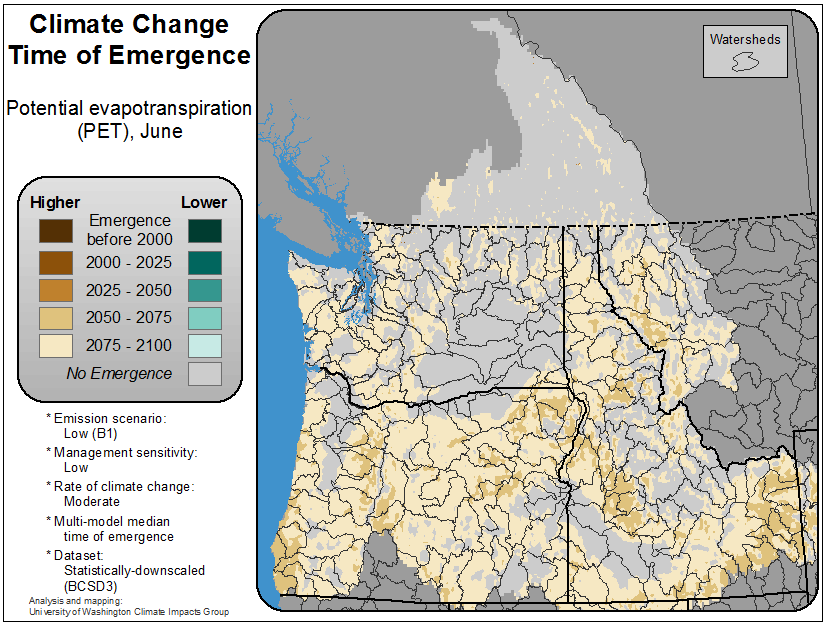 Climate Change
Time of Emergence
Potential evapotranspiration
(PET), June
Higher
Lower
Emergence
before 2000
2000 - 2025
2025 - 2050
2050 - 2075
2075 - 2100
No Emergence
* Emission scenario:
Low (B1)
* Management sensitivity:
Low
* Rate of climate change:
Moderate
* Multi-model median
time of emergence
* Dataset:
Statistically-downscaled
(BCSD3)
Analysis and mapping:
University of Washington Climate Impacts Group
Watersheds